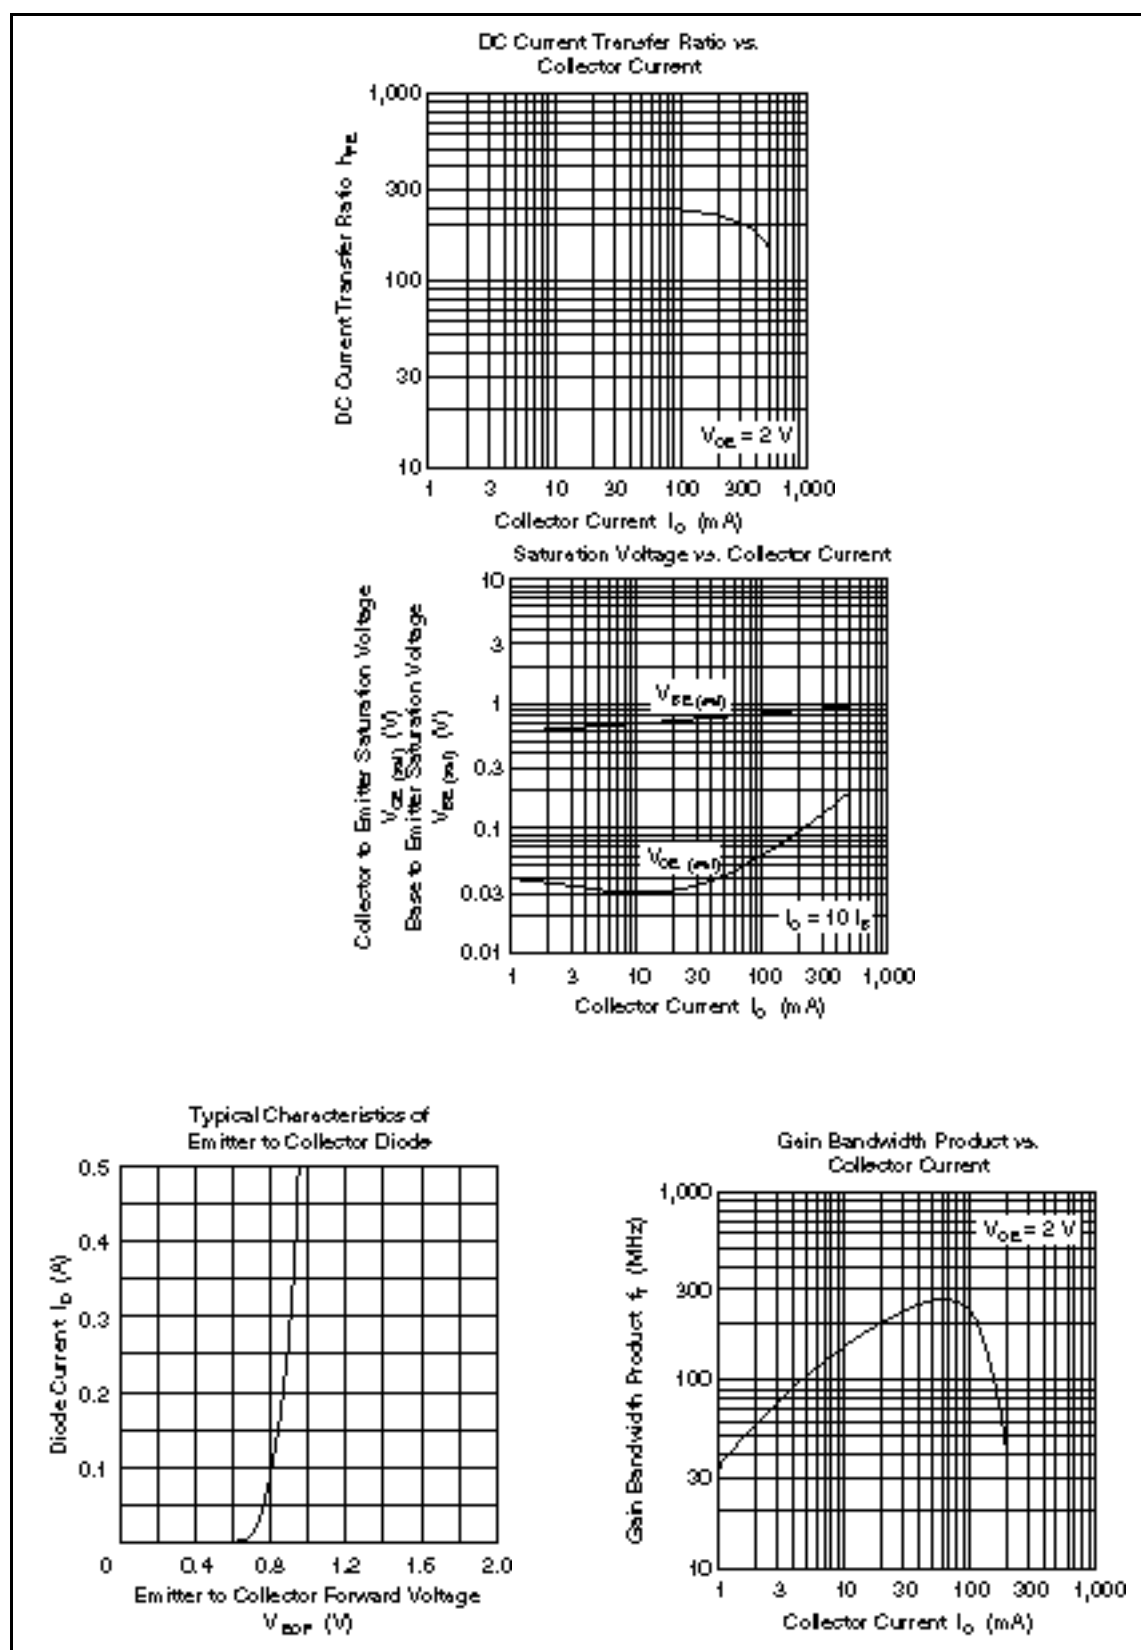 DC Current Transfer Ratio vs.
Collector Current
1,000
300
100
30
10
DC Current Transfer Ratio hFE
VCE = 2 V
1 3 10 30 100 300 1,000
Collector Current IC (mA)
Saturation Voltage vs. Collector Current
10
3
1
0.3
0.1
0.03
0.01
Collector to Emitter Saturation Voltage
VCE (sat) (V)
Base to Emitter Saturation Voltage
VBE (sat) (V)
VBE (sat)
VCE (sat)
IC = 10 IB
1 3 10 30 100 300 1,000
Collector Current IC (mA)
Typical Characteristics of
Emitter to Collector Diode
0.5
0.4
0.3
0.2
0.1
Diode Current ID (A)
0 0.4 0.8 1.2 1.6 2.0
Emitter to Collector Forward Voltage
VECF (V)
Gain Bandwidth Product vs.
Collector Current
1,000
300
100
30
10
Gain Bandwidth Product fT (MHz)
VCE = 2 V
1 3 10 30 100 300 1,000
Collector Current IC (mA)